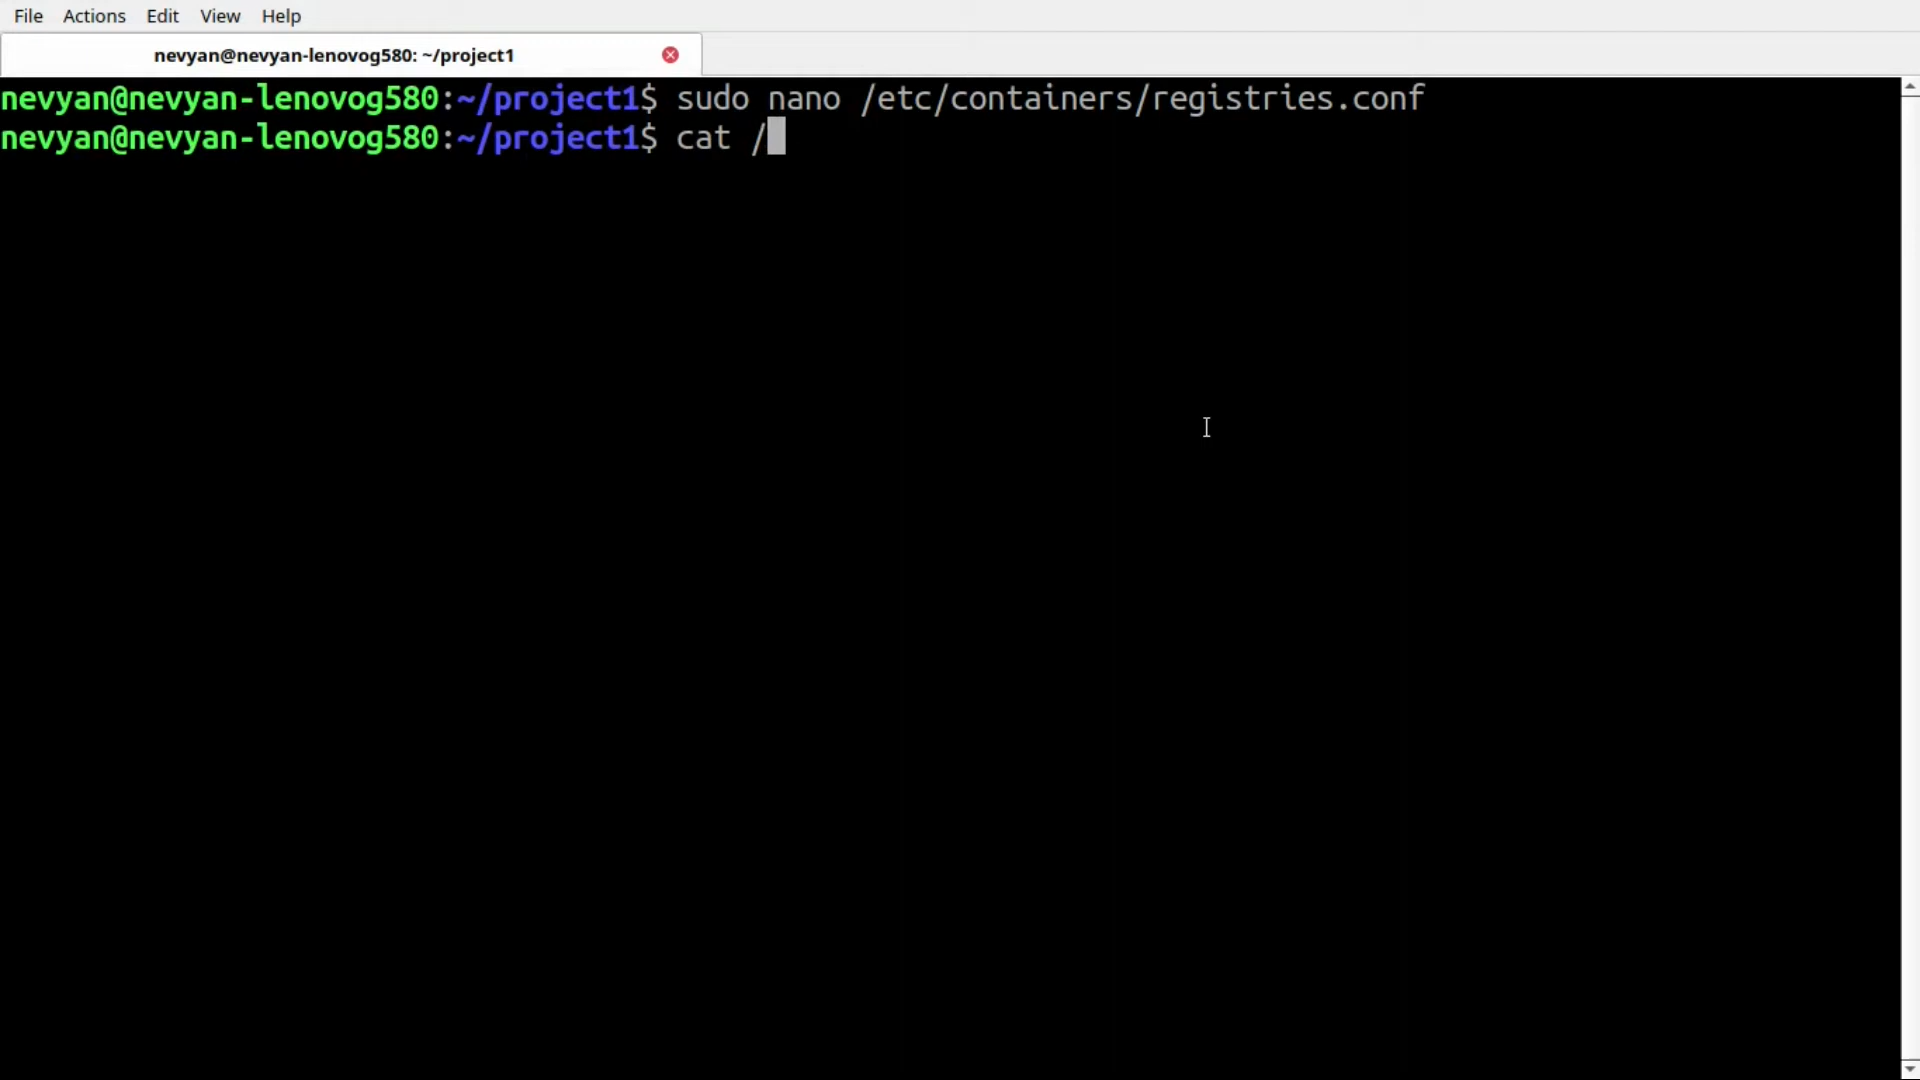 File Actions Edit View Help
nevyan@nevyan-lenovog580: ~/project1
nevyan@nevyan-lenovog580:~/project1$ sudo nano /etc/containers/registries.conf
nevyan@nevyan-lenovog580:~/project1$ cat /